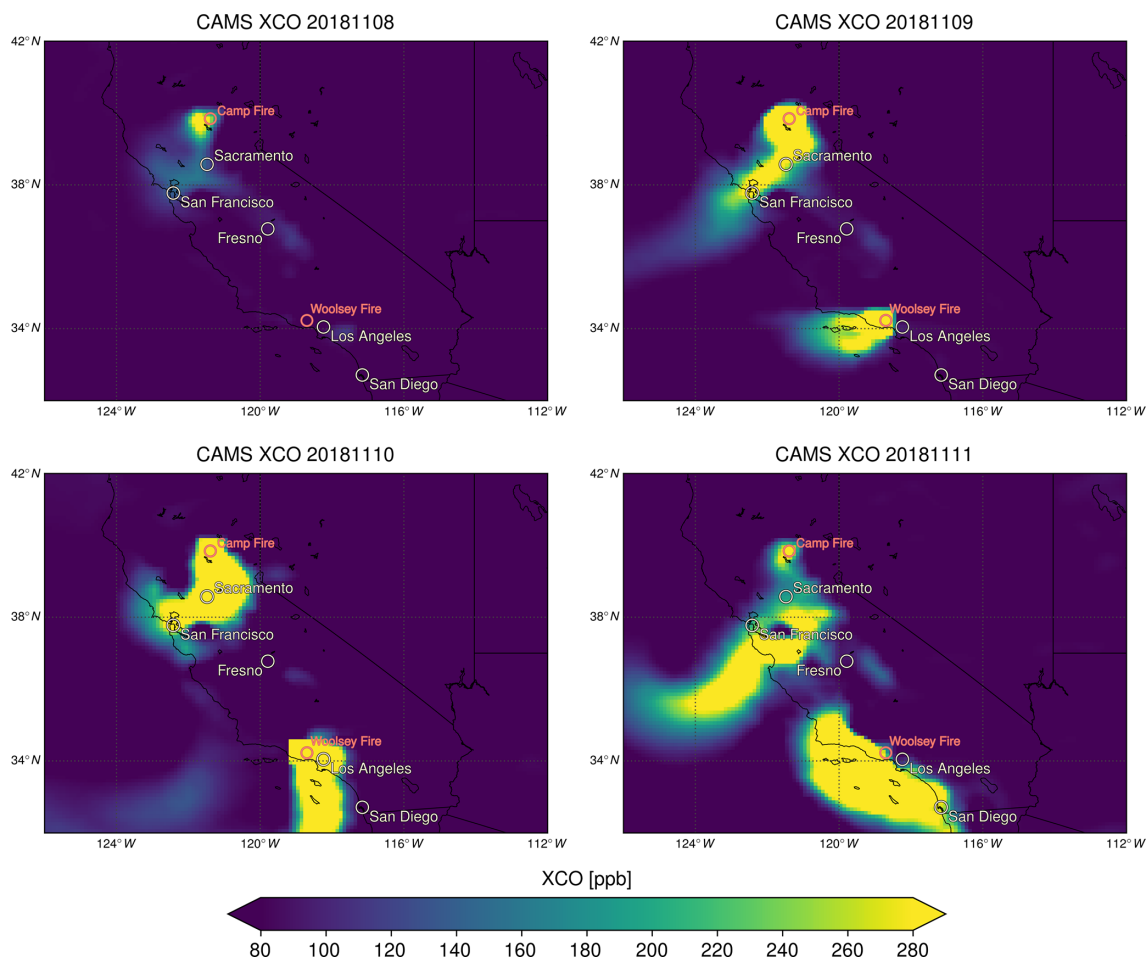 CAMS XCO 20181108
42°N
38°N
34°N
124°W 120°W 116°W 112°W
Camp Fire
Sacramento
San Francisco
Fresno
Woolsey Fire
Los Angeles
San Diego
CAMS XCO 20181109
42°N
38°N
34°N
124°W 120°W 116°W 112°W
Camp Fire
Sacramento
San Francisco
Fresno
Woolsey Fire
Los Angeles
San Diego
CAMS XCO 20181110
42°N
38°N
34°N
124°W 120°W 116°W 112°W
Camp Fire
Sacramento
San Francisco
Fresno
Woolsey Fire
Los Angeles
San Diego
CAMS XCO 20181111
42°N
38°N
34°N
124°W 120°W 116°W 112°W
Camp Fire
Sacramento
San Francisco
Fresno
Woolsey Fire
Los Angeles
San Diego
XCO [ppb]
80 100 120 140 160 180 200 220 240 260 280